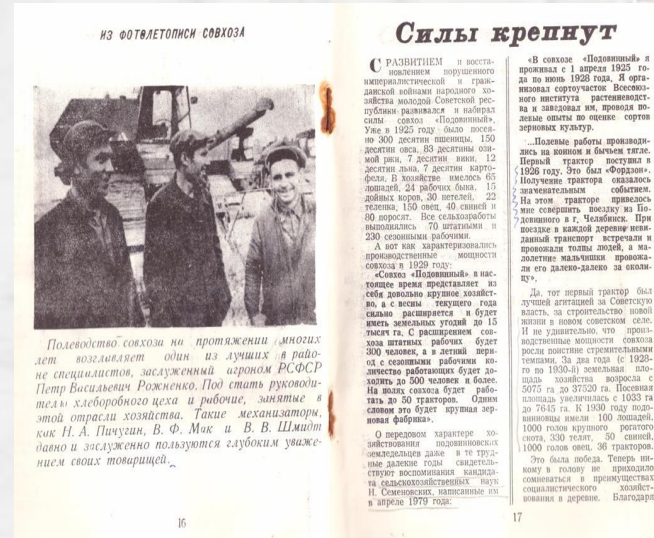 ИЗ ФОТОЛЕТОПИСИ СОВХОЗА
Полеводство совхоза на протяжении многих
лет возглавляет один из лучших в райо-
не специалистов, заслуженный агроном РСФСР
Петр Васильевич Рожненко. Под стать руководи-
телю хлеборобного цеха и рабочие, занятые в
этой отрасли хозяйства. Такие механизаторы,
как Н. А. Пичугин, В. Ф. Мак и В. В. Шмидт
давно и заслуженно пользуются глубоким уваже-
нием своих товарищей.
16
Силы крепнут
С РАЗВИТИЕМ и восста-
новлением порушенного
империалистической и граж-
данской войнами народного хо-
зяйства молодой Советской рес-
публики развивался и набирал
силы совхоз «Подовинный».
Уже в 1925 году было посея-
но 300 десятин пшеницы, 150
десятин овса, 83 десятины ози-
мой ржи, 7 десятин вики, 12
десятин льна, 7 десятин карто-
феля. В хозяйстве имелось 65
лошадей, 24 рабочих быка, 15
дойных коров, 30 нетелей, 22
теленка, 150 овец, 40 свиней и
80 поросят. Все сельхозработы
выполнялись 70 штатными и
230 сезонными рабочими.
А вот как характеризовались
производственные мощности
совхоза в 1929 году:
«Совхоз «Подовинный» в нас-
тоящее время представляет из
себя довольно крупное хозяйст-
во, а с весны текущего года
сильно расширяется и будет
иметь земельных угодий до 15
тысяч га. С расширением сов-
хоза штатных рабочих будет
300 человек, а в летний пери-
од с сезонными рабочими ко-
личество работающих будет до-
ходить до 500 человек и более.
На полях совхоза будет рабо-
тать до 50 тракторов. Одним
словом это будет крупная зер-
новая фабрика».
О передовом характере хо-
зяйствования подовинновских
земледельцев даже в те труд-
ные далекие годы свидетель-
ствуют воспоминания кандида-
та сельскохозяйственных наук
Н. Семеновских, написанные им
в апреле 1979 года:
«В совхозе «Подовинный» я
проживал с 1 апреля 1925 го-
да по июнь 1928 года. Я орга-
низовал сортоучасток Всесоюз-
ного института растениеводст-
ва и заведовал им, проводя по-
левые опыты по оценке сортов
зерновых культур.
...Полевые работы производи-
лись на конном и бычьем тягле.
Первый трактор поступил в
1926 году. Это был «Фордзон».
Получение трактора оказалось
знаменательным событием.
На этом тракторе привелось
мне совершить поездку из По-
довинного в г. Челябинск. При
поездке в каждой деревне неви-
данный транспорт встречали и
провожали толпы людей, а ма-
лолетние мальчишки провожа-
ли его далеко-далеко за околи-
цу».
Да, тот первый трактор был
лучшей агитацией за Советскую
власть, за строительство новой
жизни в новом советском селе.
И не удивительно, что произ-
водственные мощности совхоза
росли поистине стремительными
темпами. За два года (с 1928-
го по 1930-й) земельная пло-
щадь хозяйства возросла с
5075 га до 37520 га. Посевная
площадь увеличилась с 1033 га
до 7645 га. К 1930 году подо-
винновцы имели 100 лошадей,
1000 голов крупного рогатого
скота, 330 телят, 50 свиней,
1000 голов овец, 36 тракторов.
Это была победа. Теперь ни-
кому в голову не приходило
сомневаться в преимуществах
социалистического хозяйст-
вования в деревне. Благодаря
17